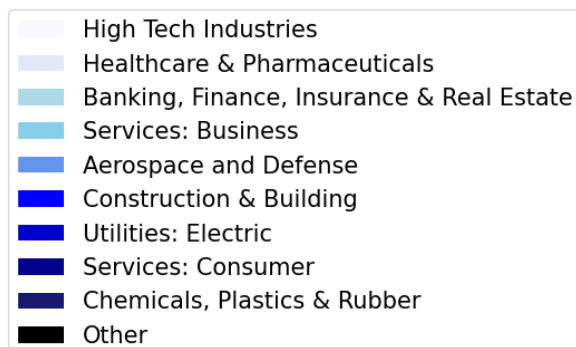 High Tech Industries
Healthcare & Pharmaceuticals
Banking, Finance, Insurance & Real Estate
Services: Business
Aerospace and Defense
Construction & Building
Utilities: Electric
Services: Consumer
Chemicals, Plastics & Rubber
Other